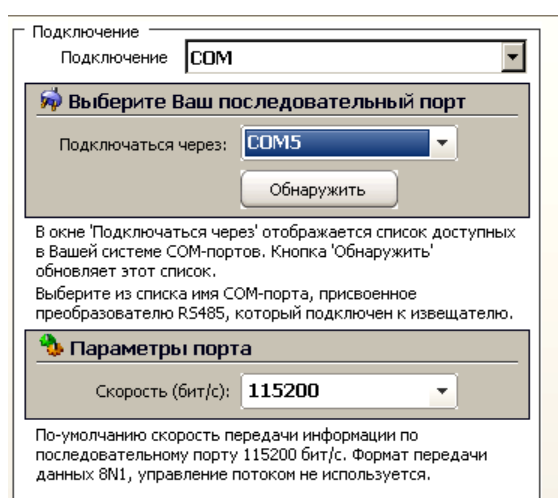 Подключение
Подключение COM
Выберите Ваш последовательный порт
Подключаться через: COM5
Обнаружить
В окне 'Подключаться через' отображается список доступных
в Вашей системе COM-портов. Кнопка 'Обнаружить'
обновляет этот список.
Выберите из списка имя COM-порта, присвоенное
преобразователю RS485, который подключен к извещателю.
Параметры порта
Скорость (бит/с): 115200
По-умолчанию скорость передачи информации по
последовательному порту 115200 бит/с. Формат передачи
данных 8N1, управление потоком не используется.